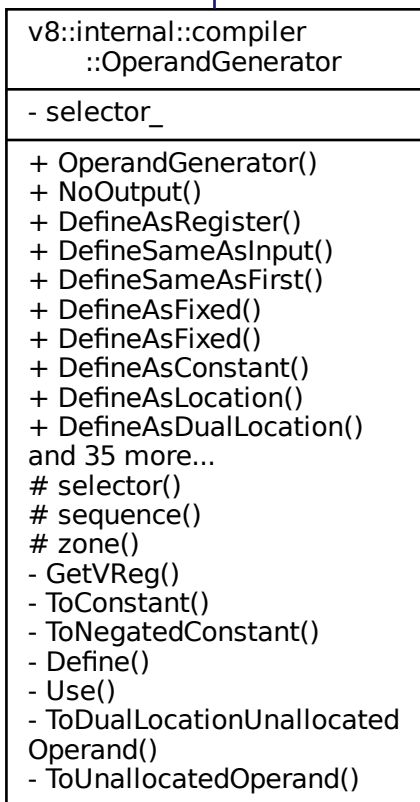 v8::internal::compiler
::OperandGenerator
- selector_
+ OperandGenerator()
+ NoOutput()
+ DefineAsRegister()
+ DefineSameAsInput()
+ DefineSameAsFirst()
+ DefineAsFixed()
+ DefineAsFixed()
+ DefineAsConstant()
+ DefineAsLocation()
+ DefineAsDualLocation()
and 35 more...
# selector()
# sequence()
# zone()
- GetVReg()
- ToConstant()
- ToNegatedConstant()
- Define()
- Use()
- ToDualLocationUnallocated
Operand()
- ToUnallocatedOperand()